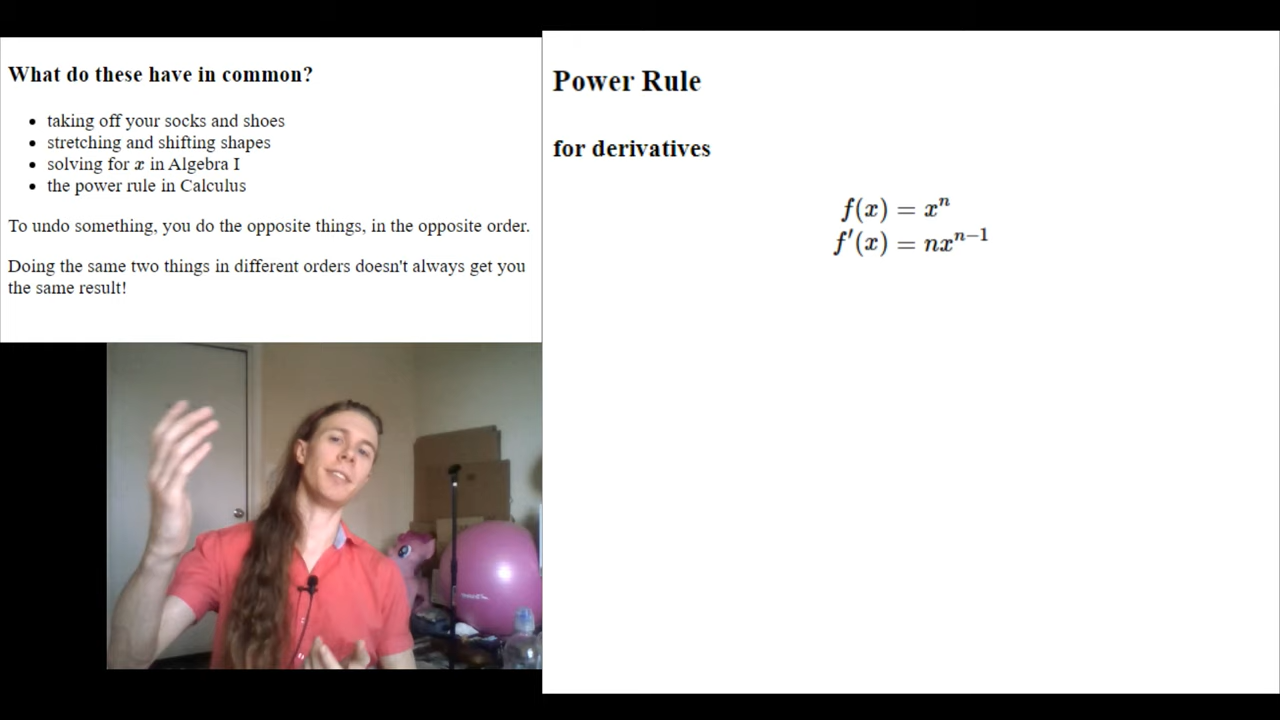 What do these have in common?
• taking off your socks and shoes
• stretching and shifting shapes
• solving for x in Algebra I
• the power rule in Calculus
To undo something, you do the opposite things, in the opposite order.
Doing the same two things in different orders doesn't always get you
the same result!
Power Rule
for derivatives
f(x) = xⁿ
f′(x) = nxⁿ⁻¹